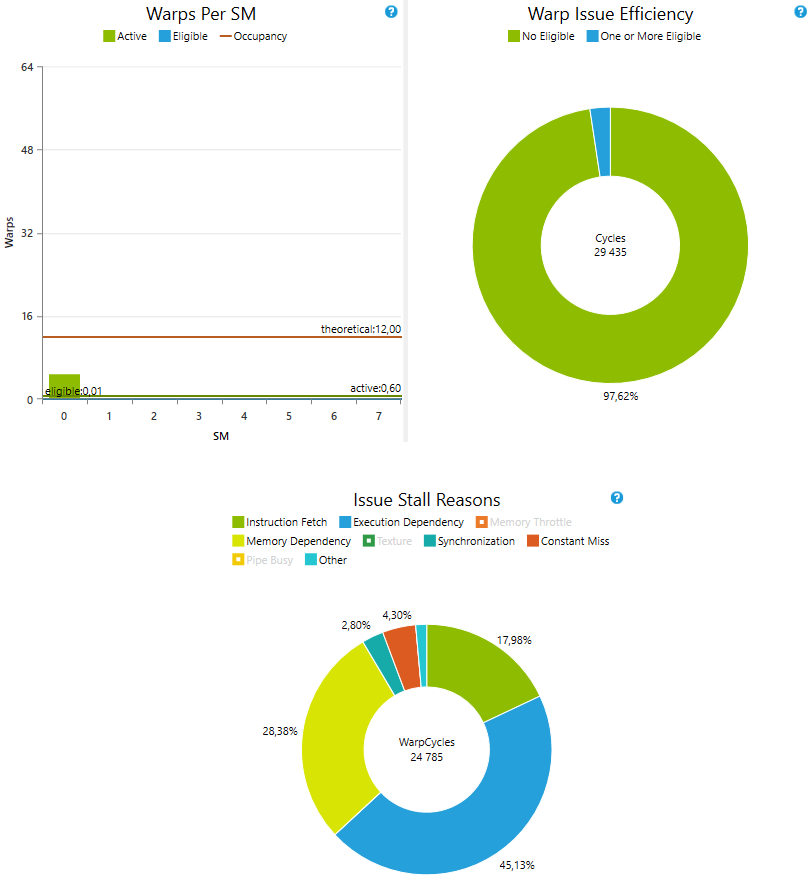 Warps Per SM
Active Eligible Occupancy
64
48
32
16
0
Warps
theoretical:12,00
eligible:0,01
active:0,60
0 1 2 3 4 5 6 7
SM
Warp Issue Efficiency
No Eligible One or More Eligible
Cycles
29 435
97,62%
Issue Stall Reasons
Instruction Fetch Execution Dependency Memory Throttle
Memory Dependency Texture Synchronization Constant Miss
Pipe Busy Other
4,30%
2,80%
17,98%
28,38%
WarpCycles
24 785
45,13%